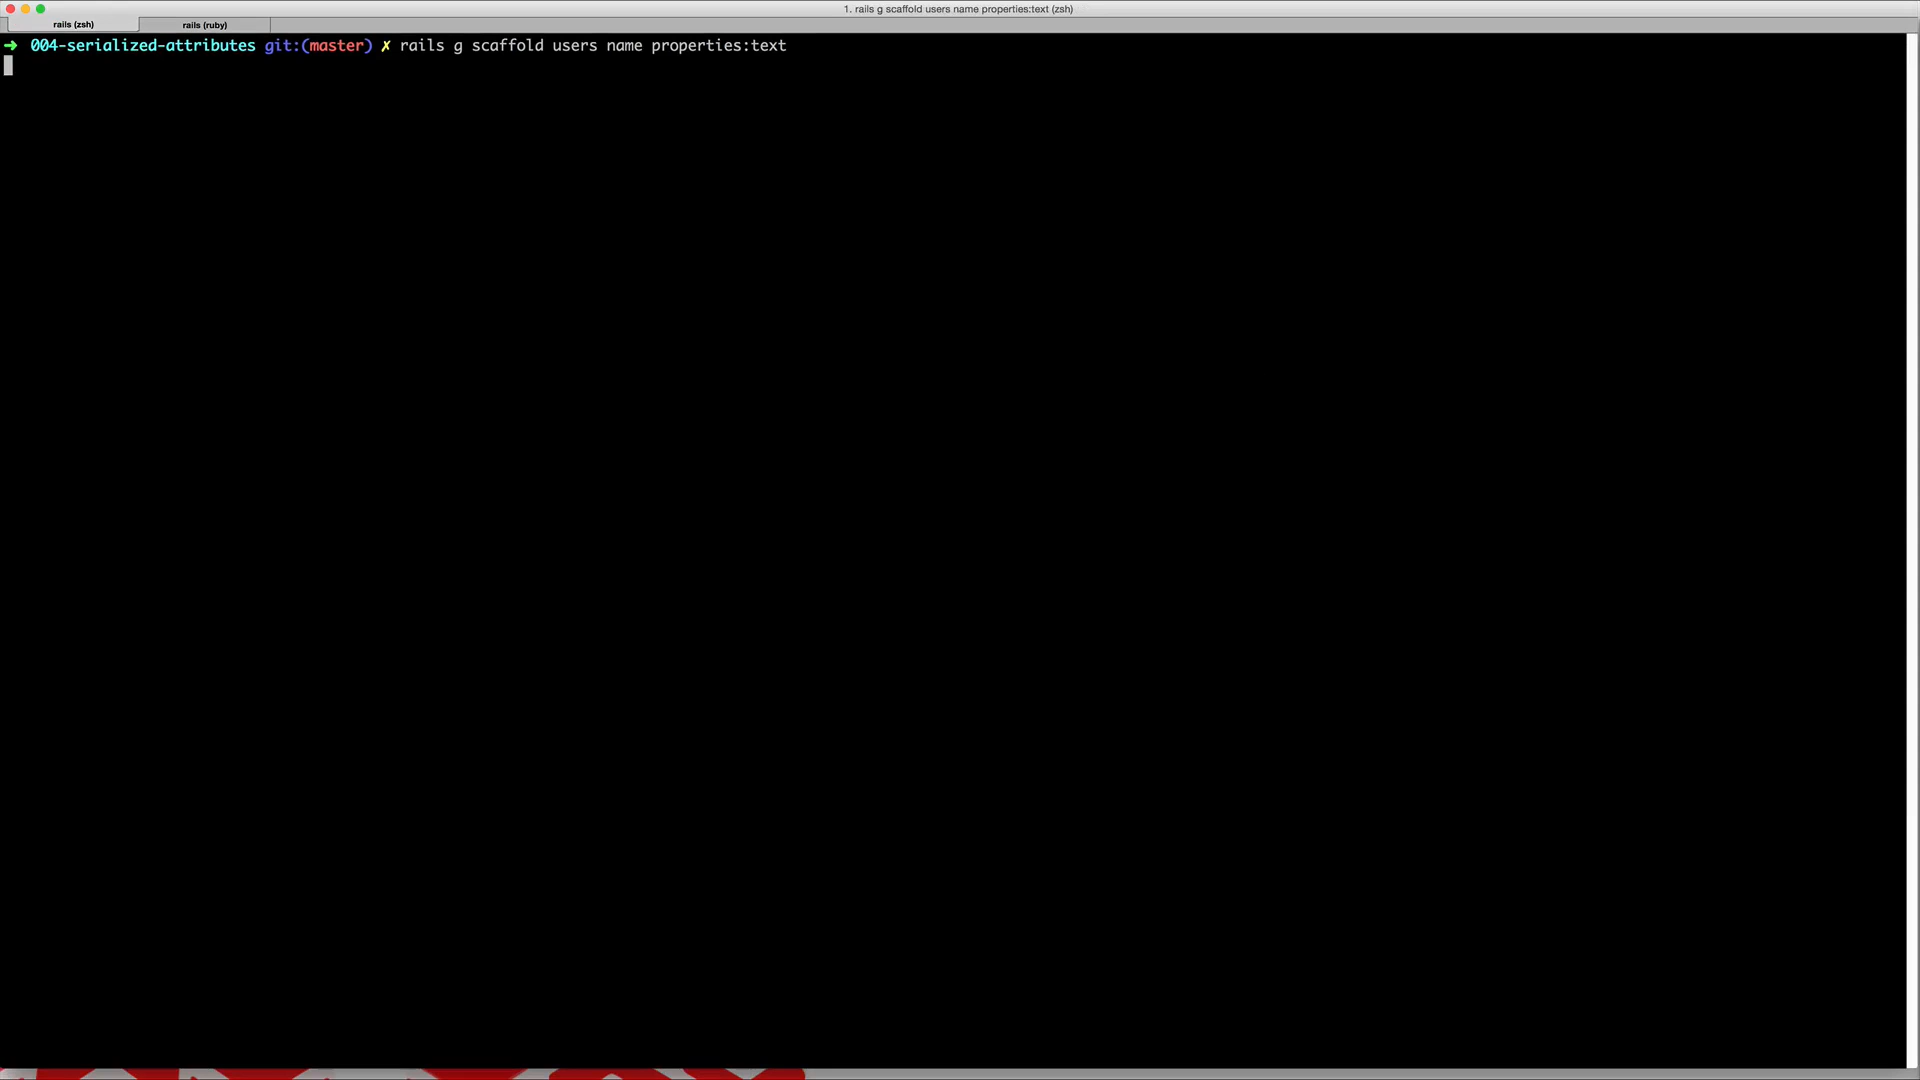 1. rails g scaffold users name properties:text (zsh)
rails (zsh) rails (ruby)
➜ 004-serialized-attributes git:(master) ✗ rails g scaffold users name properties:text